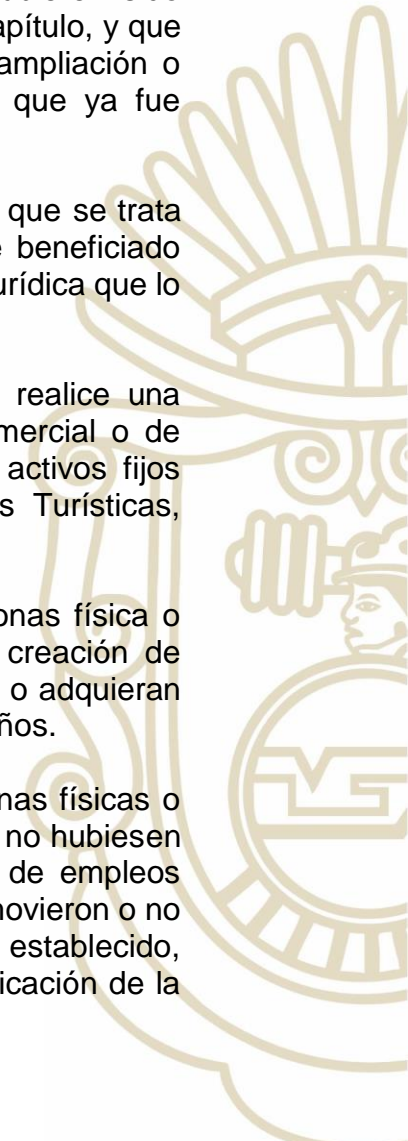 apítulo, y que
ampliación o
que ya fue
que se trata
beneficiado
urídica que lo
realice una
mercial o de
activos fijos
s Turísticas,
onas física o
creación de
o adquieran
ños.
nas físicas o
no hubiesen
de empleos
novieron o no
establecido,
icación de la